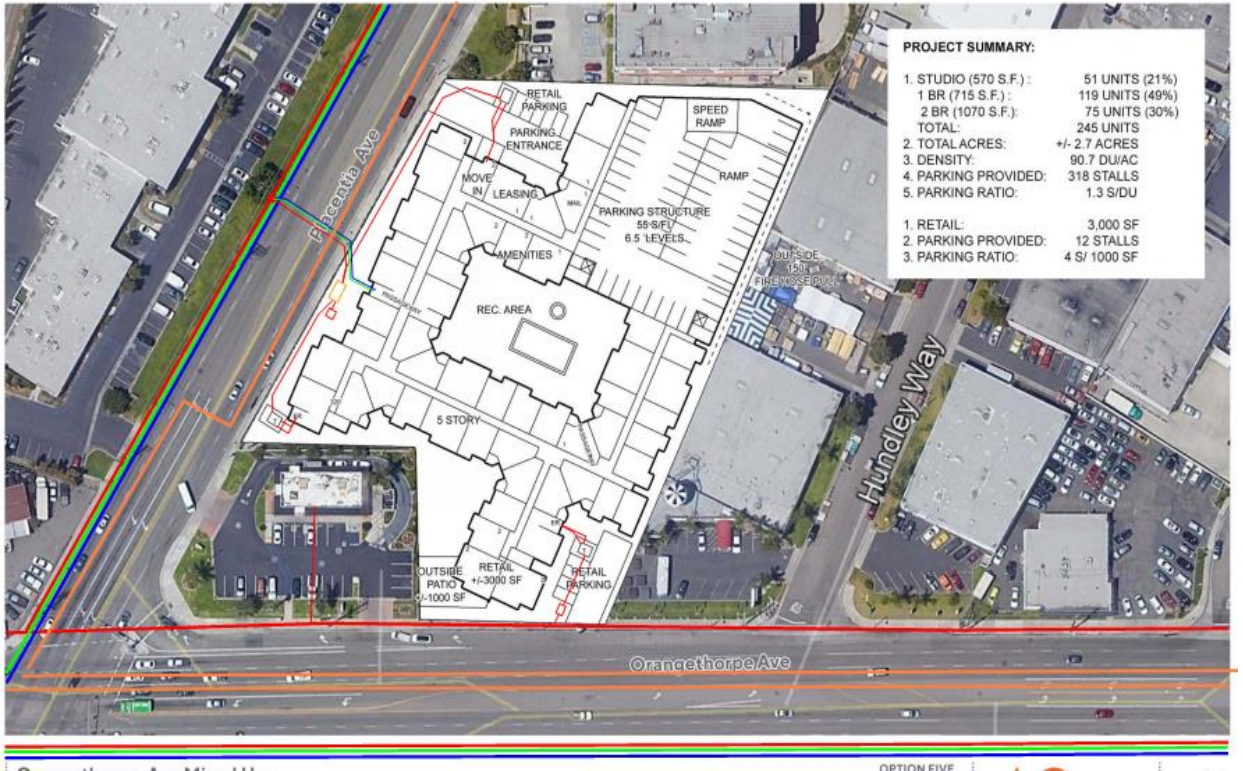 PROJECT SUMMARY:
1. STUDIO (570 S.F.) : 51 UNITS (21%)
1 BR (715 S.F.) : 119 UNITS (49%)
2 BR (1070 S.F.): 75 UNITS (30%)
TOTAL: 245 UNITS
2. TOTAL ACRES: +/- 2.7 ACRES
3. DENSITY: 90.7 DU/AC
4. PARKING PROVIDED: 318 STALLS
5. PARKING RATIO: 1.3 S/DU
1. RETAIL: 3,000 SF
2. PARKING PROVIDED: 12 STALLS
3. PARKING RATIO: 4 S/ 1000 SF
RETAIL
PARKING
PARKING
ENTRANCE
SPEED
RAMP
RAMP
MOVE
IN
LEASING
MAIL
PARKING STRUCTURE
55 S/FL
6.5 LEVELS
AMENITIES
PASSAGEWAY
REC. AREA
OUTSIDE
150'
FIRE HOSE PULL
Placentia Ave
5 STORY
Hundley Way
OUTSIDE
PATIO
+/-1000 SF
RETAIL
+/-3000 SF
RETAIL
PARKING
Orangethorpe Ave
OPTION FIVE